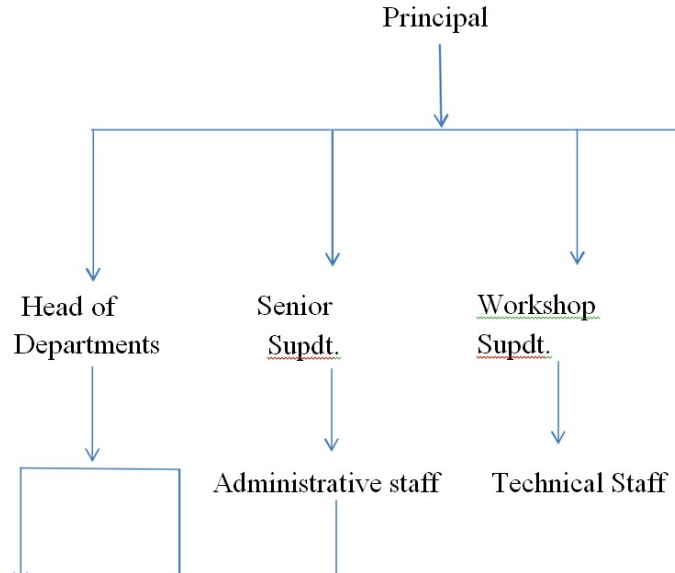 Principal
Head of
Departments
Senior
Supdt.
Workshop
Supdt.
Administrative staff
Technical Staff